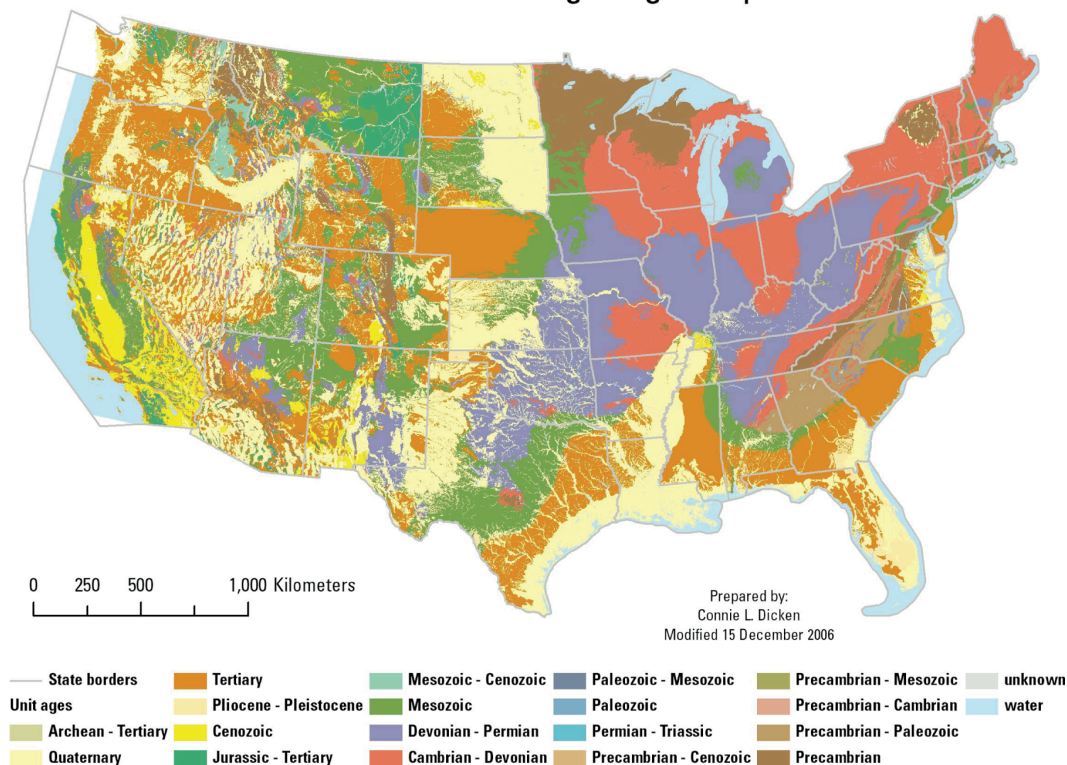 0 250 500 1,000 Kilometers
Prepared by:
Connie L. Dicken
Modified 15 December 2006
State borders
Unit ages
Archean - Tertiary
Quaternary
Tertiary
Pliocene - Pleistocene
Cenozoic
Jurassic - Tertiary
Mesozoic - Cenozoic
Mesozoic
Devonian - Permian
Cambrian - Devonian
Paleozoic - Mesozoic
Paleozoic
Permian - Triassic
Precambrian - Cenozoic
Precambrian - Mesozoic
Precambrian - Cambrian
Precambrian - Paleozoic
Precambrian
unknown
water